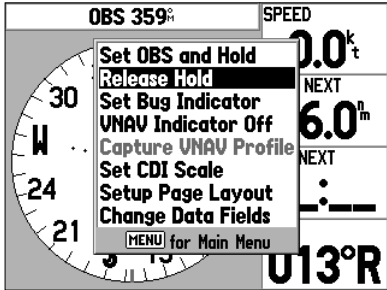 OBS 359°M
SPEED
0.0kt
30
W
24
21
S
15
Set OBS and Hold
Release Hold
Set Bug Indicator
VNAV Indicator Off
Capture VNAV Profile
Set CDI Scale
Setup Page Layout
Change Data Fields
MENU for Main Menu
NEXT
6.0nm
NEXT
_:__
013°R